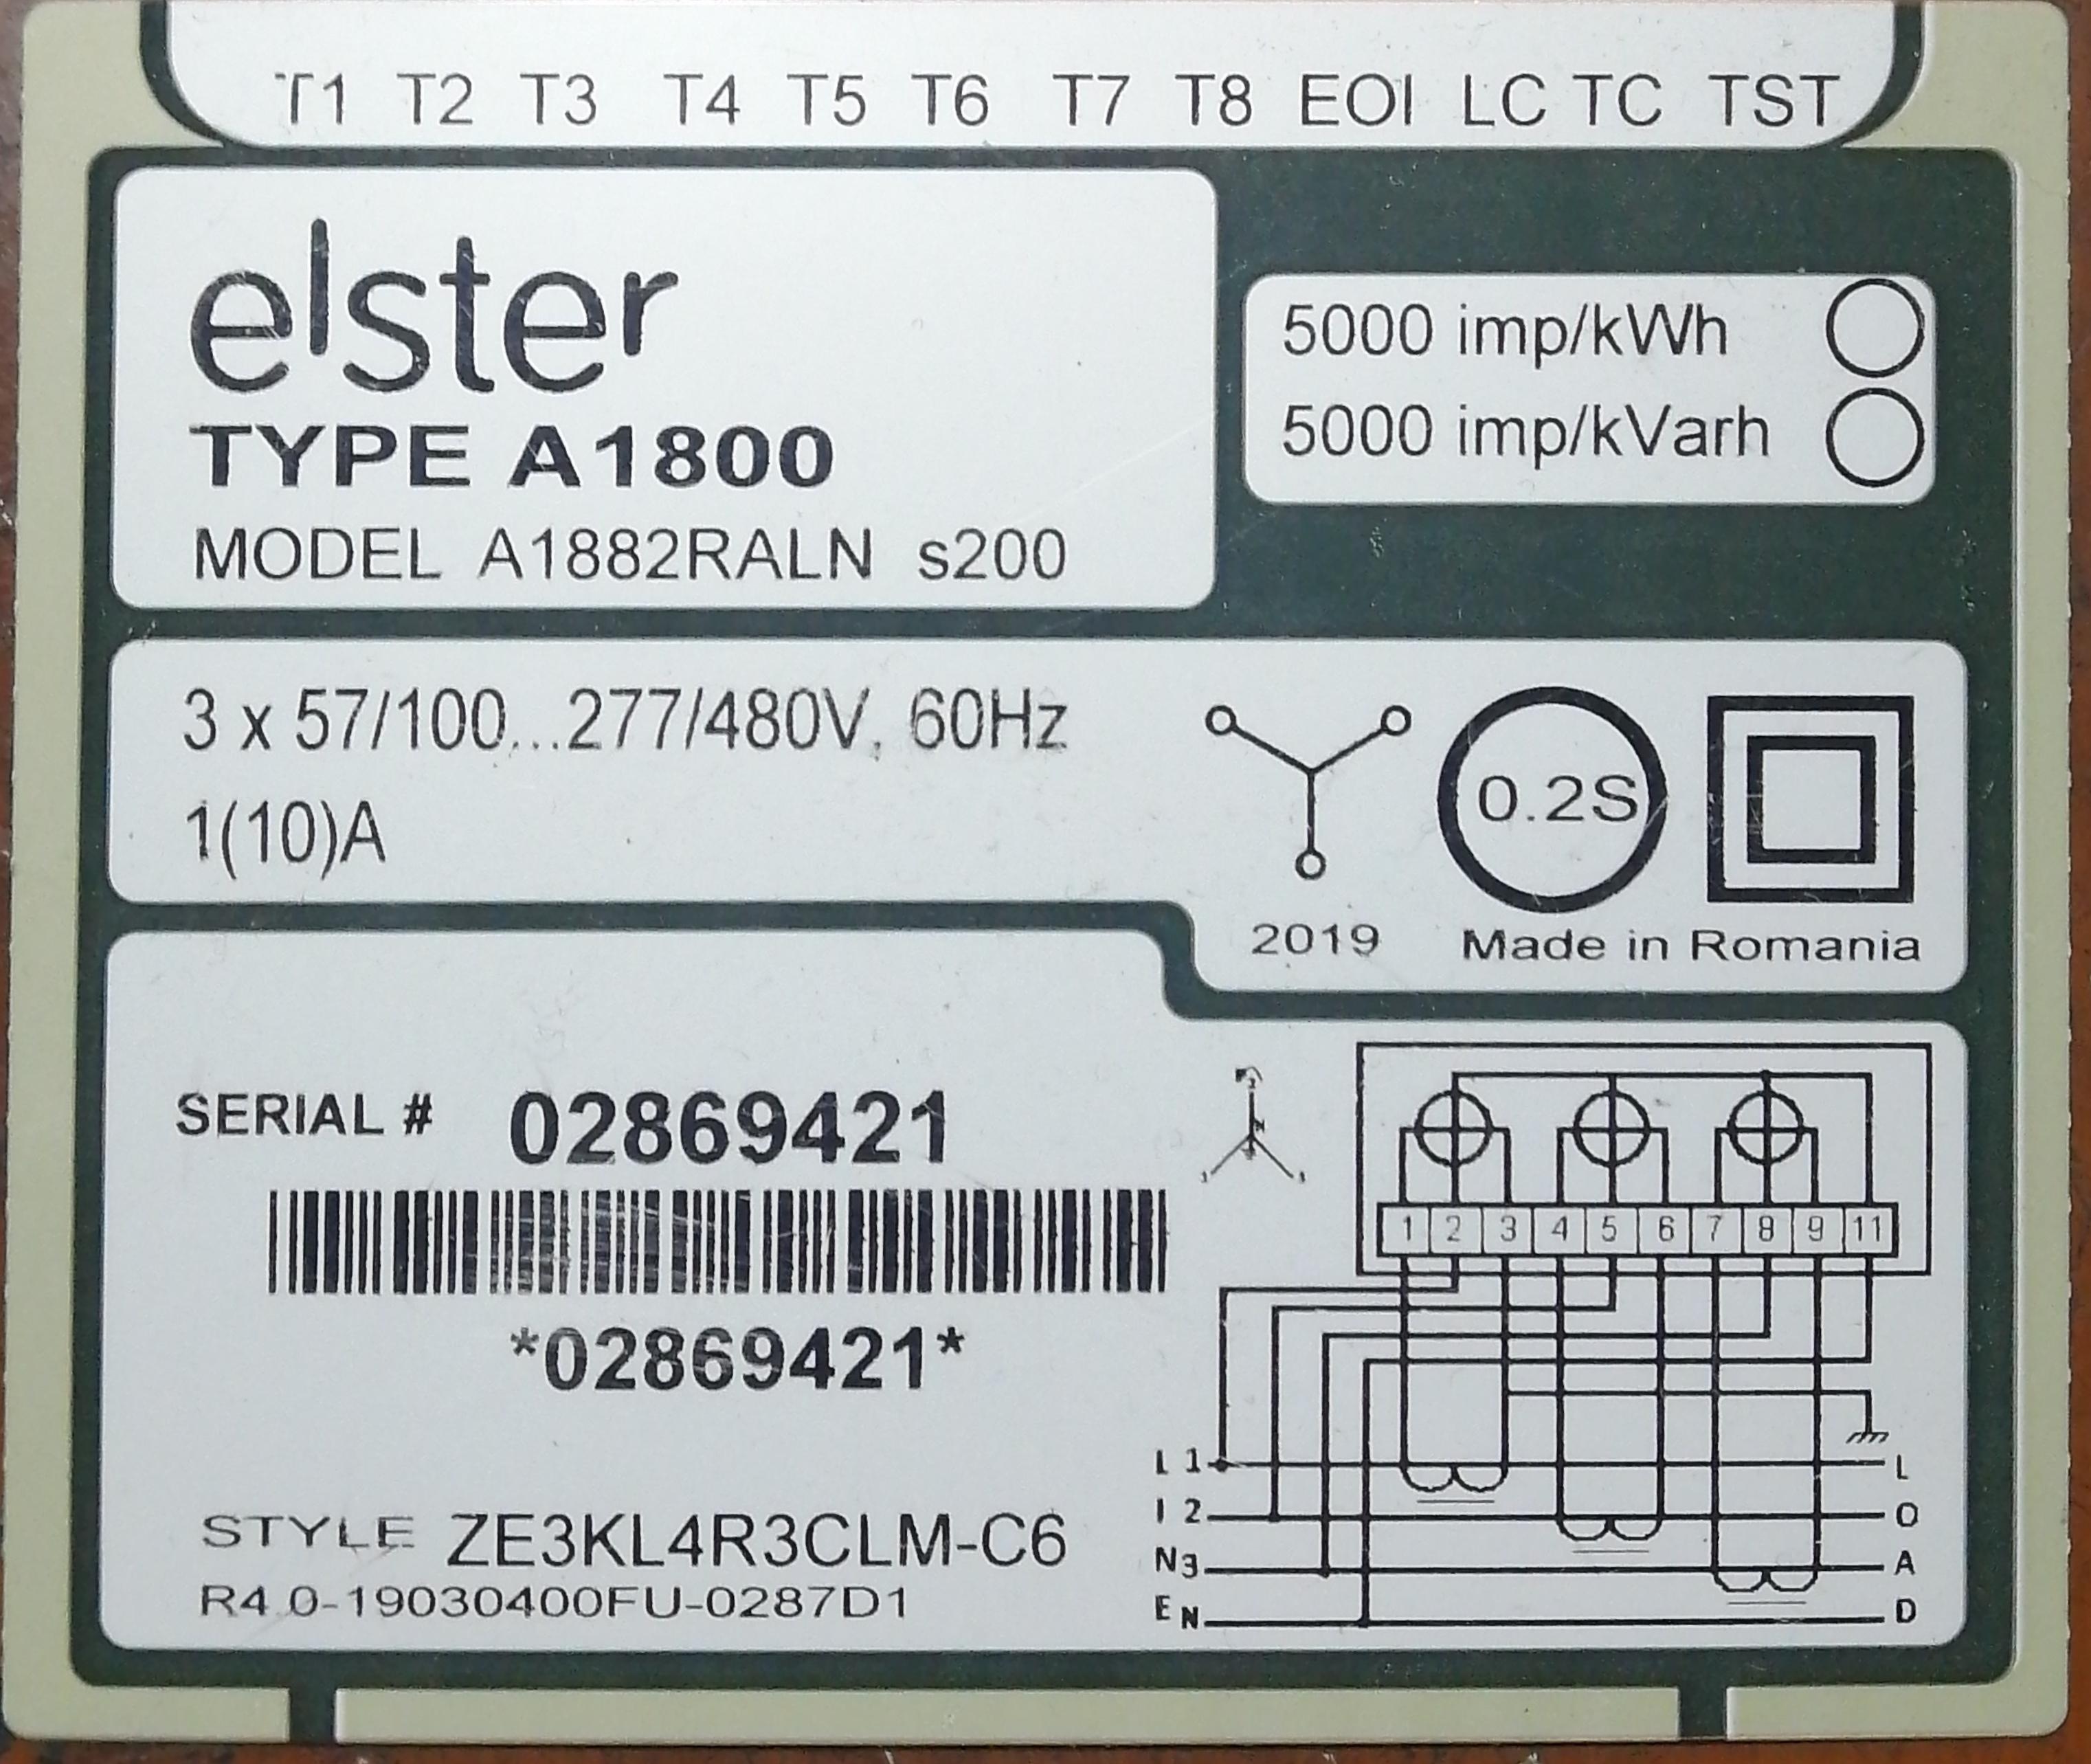 T1 T2 T3 T4 T5 T6 T7 T8 EOI LC TC TST
elster
TYPE A1800
MODEL A1882RALN s200
5000 imp/kWh
5000 imp/kVarh
3 x 57/100...277/480V, 60Hz
1(10)A
0.2S
2019 Made in Romania
SERIAL # 02869421
*02869421*
STYLE ZE3KL4R3CLM-C6
R4.0-19030400FU-0287D1
1 2 3 4 5 6 7 8 9 11
L 1 L
I 2 O
N3 A
E N D